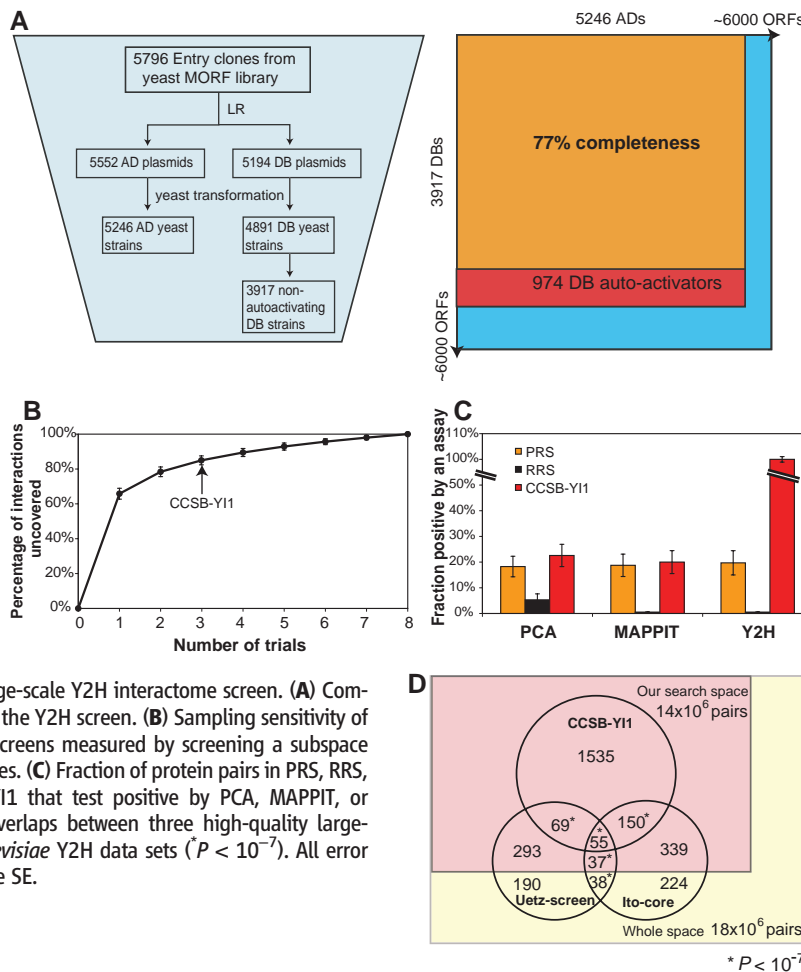 A
5796 Entry clones from
yeast MORF library
LR
5552 AD plasmids
5194 DB plasmids
yeast transformation
5246 AD yeast
strains
4891 DB yeast
strains
3917 non-
autoactivating
DB strains
5246 ADs
~6000 ORFs
3917 DBs
77% completeness
974 DB auto-activators
~6000 ORFs
B
Percentage of interactions
uncovered
100%
80%
60%
40%
20%
0%
CCSB-YI1
0 1 2 3 4 5 6 7 8
Number of trials
C
Fraction positive by an assay
110%
100%
50%
40%
30%
20%
10%
0%
PRS
RRS
CCSB-YI1
PCA MAPPIT Y2H
ge-scale Y2H interactome screen. (A) Com-
the Y2H screen. (B) Sampling sensitivity of
creens measured by screening a subspace
es. (C) Fraction of protein pairs in PRS, RRS,
YI1 that test positive by PCA, MAPPIT, or
verlaps between three high-quality large-
evisiae Y2H data sets (*P < 10⁻⁷). All error
e SE.
D
Our search space
14x10⁶ pairs
CCSB-YI1
1535
69*
55
*
150*
293
37*
339
190
38*
224
Uetz-screen
Ito-core
Whole space 18x10⁶ pairs
* P < 10⁻⁷